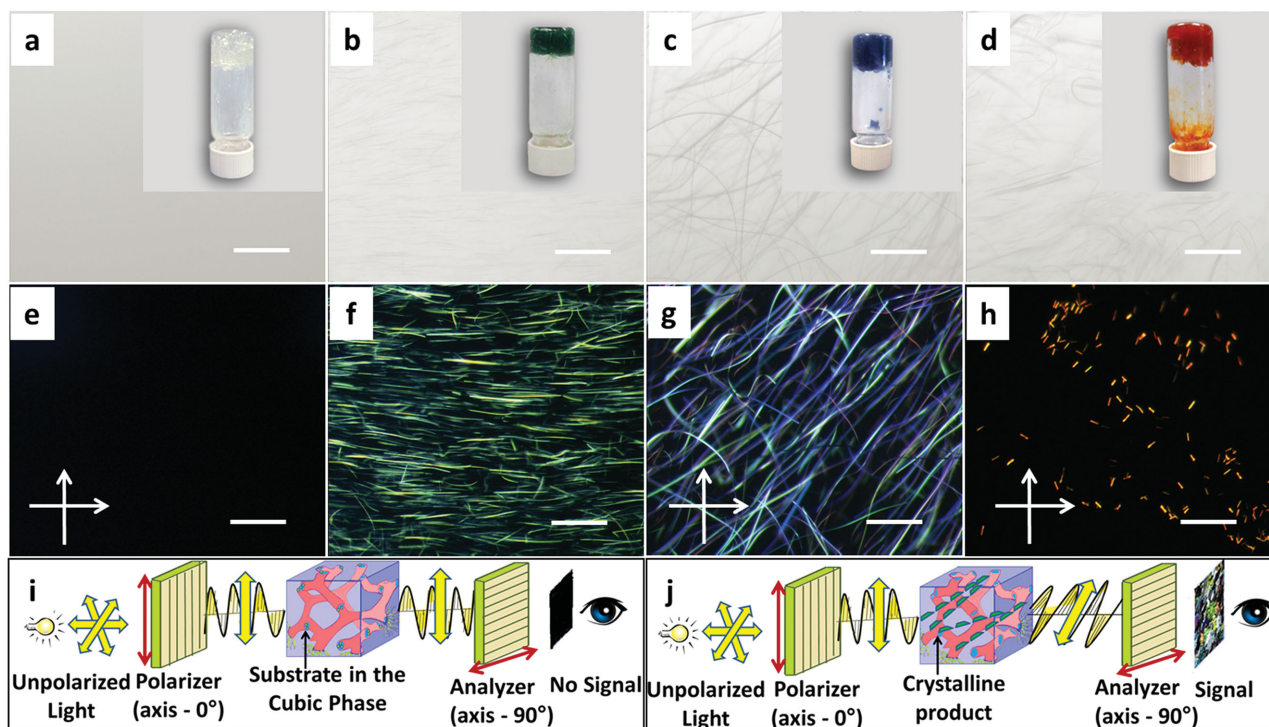 a
b
c
d
e
f
g
h
i
Unpolarized
Light
Polarizer
(axis - 0°)
Substrate in the
Cubic Phase
Analyzer
(axis - 90°)
No Signal
j
Unpolarized
Light
Polarizer
(axis - 0°)
Crystalline
product
Analyzer
(axis - 90°)
Signal